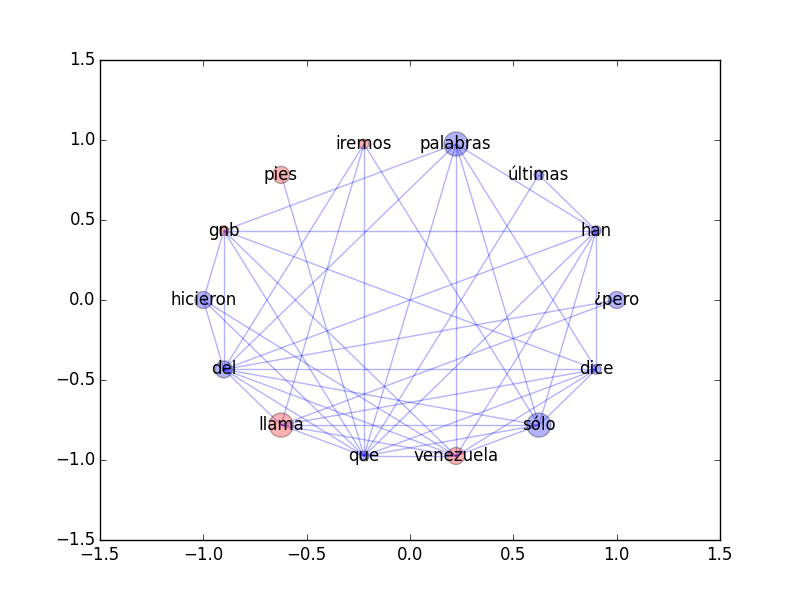 1.5
1.0
0.5
0.0
−0.5
−1.0
−1.5
iremos palabras
pies últimas
gnb han
hicieron ¿pero
del dice
llama sólo
que venezuela
−1.5 −1.0 −0.5 0.0 0.5 1.0 1.5